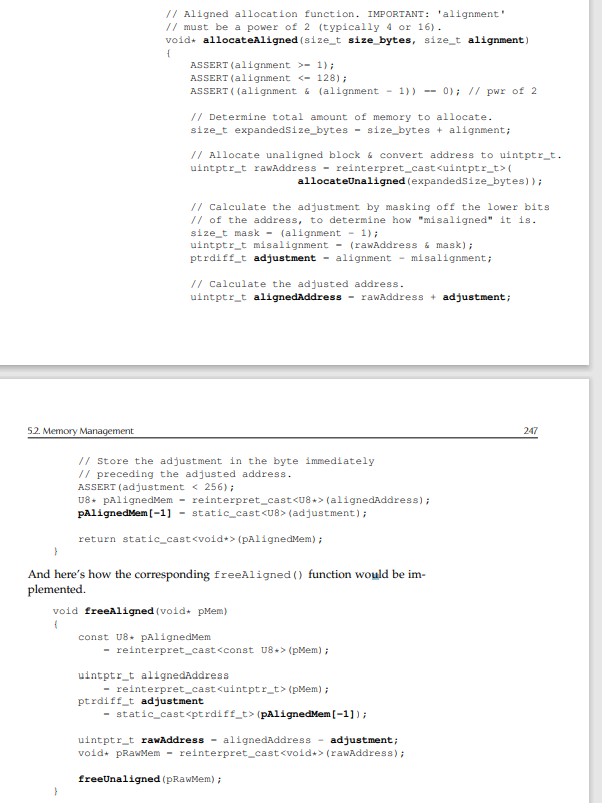 // Aligned allocation function. IMPORTANT: 'alignment'
// must be a power of 2 (typically 4 or 16).
void* allocateAligned(size_t size_bytes, size_t alignment)
{
ASSERT(alignment >= 1);
ASSERT(alignment <= 128);
ASSERT((alignment & (alignment - 1)) == 0); // pwr of 2
// Determine total amount of memory to allocate.
size_t expandedSize_bytes = size_bytes + alignment;
// Allocate unaligned block & convert address to uintptr_t.
uintptr_t rawAddress = reinterpret_cast<uintptr_t>(
allocateUnaligned(expandedSize_bytes));
// Calculate the adjustment by masking off the lower bits
// of the address, to determine how "misaligned" it is.
size_t mask = (alignment - 1);
uintptr_t misalignment = (rawAddress & mask);
ptrdiff_t adjustment = alignment - misalignment;
// Calculate the adjusted address.
uintptr_t alignedAddress = rawAddress + adjustment;
5.2. Memory Management 247
// Store the adjustment in the byte immediately
// preceding the adjusted address.
ASSERT(adjustment < 256);
U8* pAlignedMem = reinterpret_cast<U8*>(alignedAddress);
pAlignedMem[-1] = static_cast<U8>(adjustment);
return static_cast<void*>(pAlignedMem);
}
And here's how the corresponding freeAligned() function would be im-
plemented.
void freeAligned(void* pMem)
{
const U8* pAlignedMem
= reinterpret_cast<const U8*>(pMem);
uintptr_t alignedAddress
= reinterpret_cast<uintptr_t>(pMem);
ptrdiff_t adjustment
= static_cast<ptrdiff_t>(pAlignedMem[-1]);
uintptr_t rawAddress = alignedAddress - adjustment;
void* pRawMem = reinterpret_cast<void*>(rawAddress);
freeUnaligned(pRawMem);
}